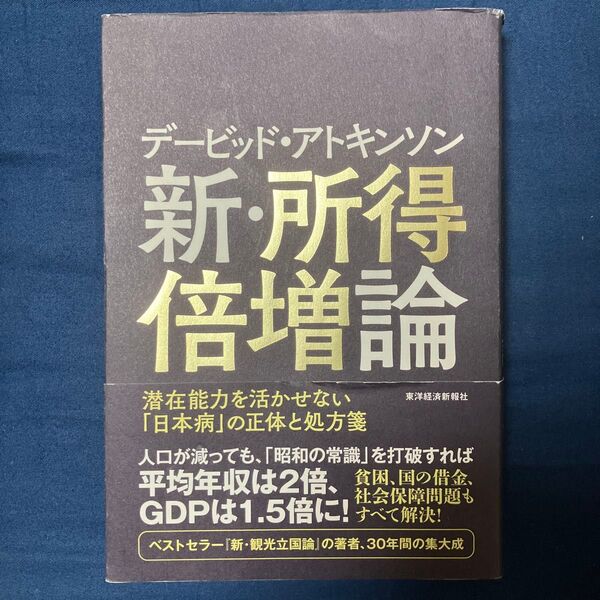 デービッド・アトキンソン
新・所得
倍増論
潜在能力を活かせない
「日本病」の正体と処方箋
東洋経済新報社
人口が減っても、「昭和の常識」を打破すれば
平均年収は2倍、
GDPは1.5倍に!
貧困、国の借金、
社会保障問題も
すべて解決!
ベストセラー『新・観光立国論』の著者、30年間の集大成